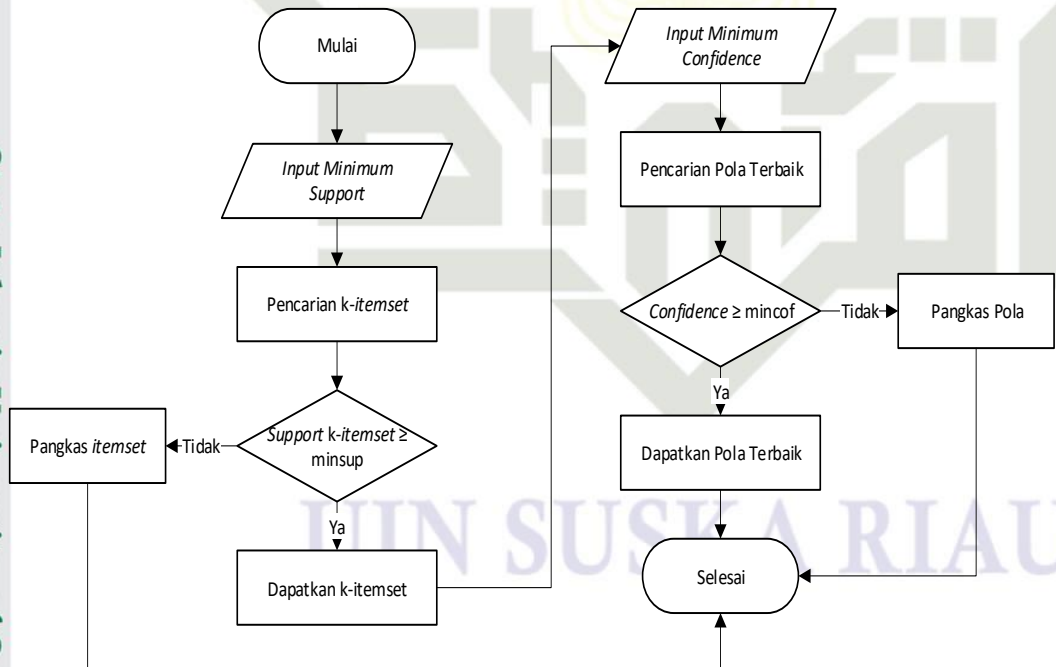 Mulai
Input Minimum
Support
Pencarian k-itemset
Support k-itemset ≥
minsup
Tidak
Pangkas itemset
Ya
Dapatkan k-itemset
Input Minimum
Confidence
Pencarian Pola Terbaik
Confidence ≥ mincof
Tidak
Pangkas Pola
Ya
Dapatkan Pola Terbaik
Selesai
UIN SUSKA RIAU